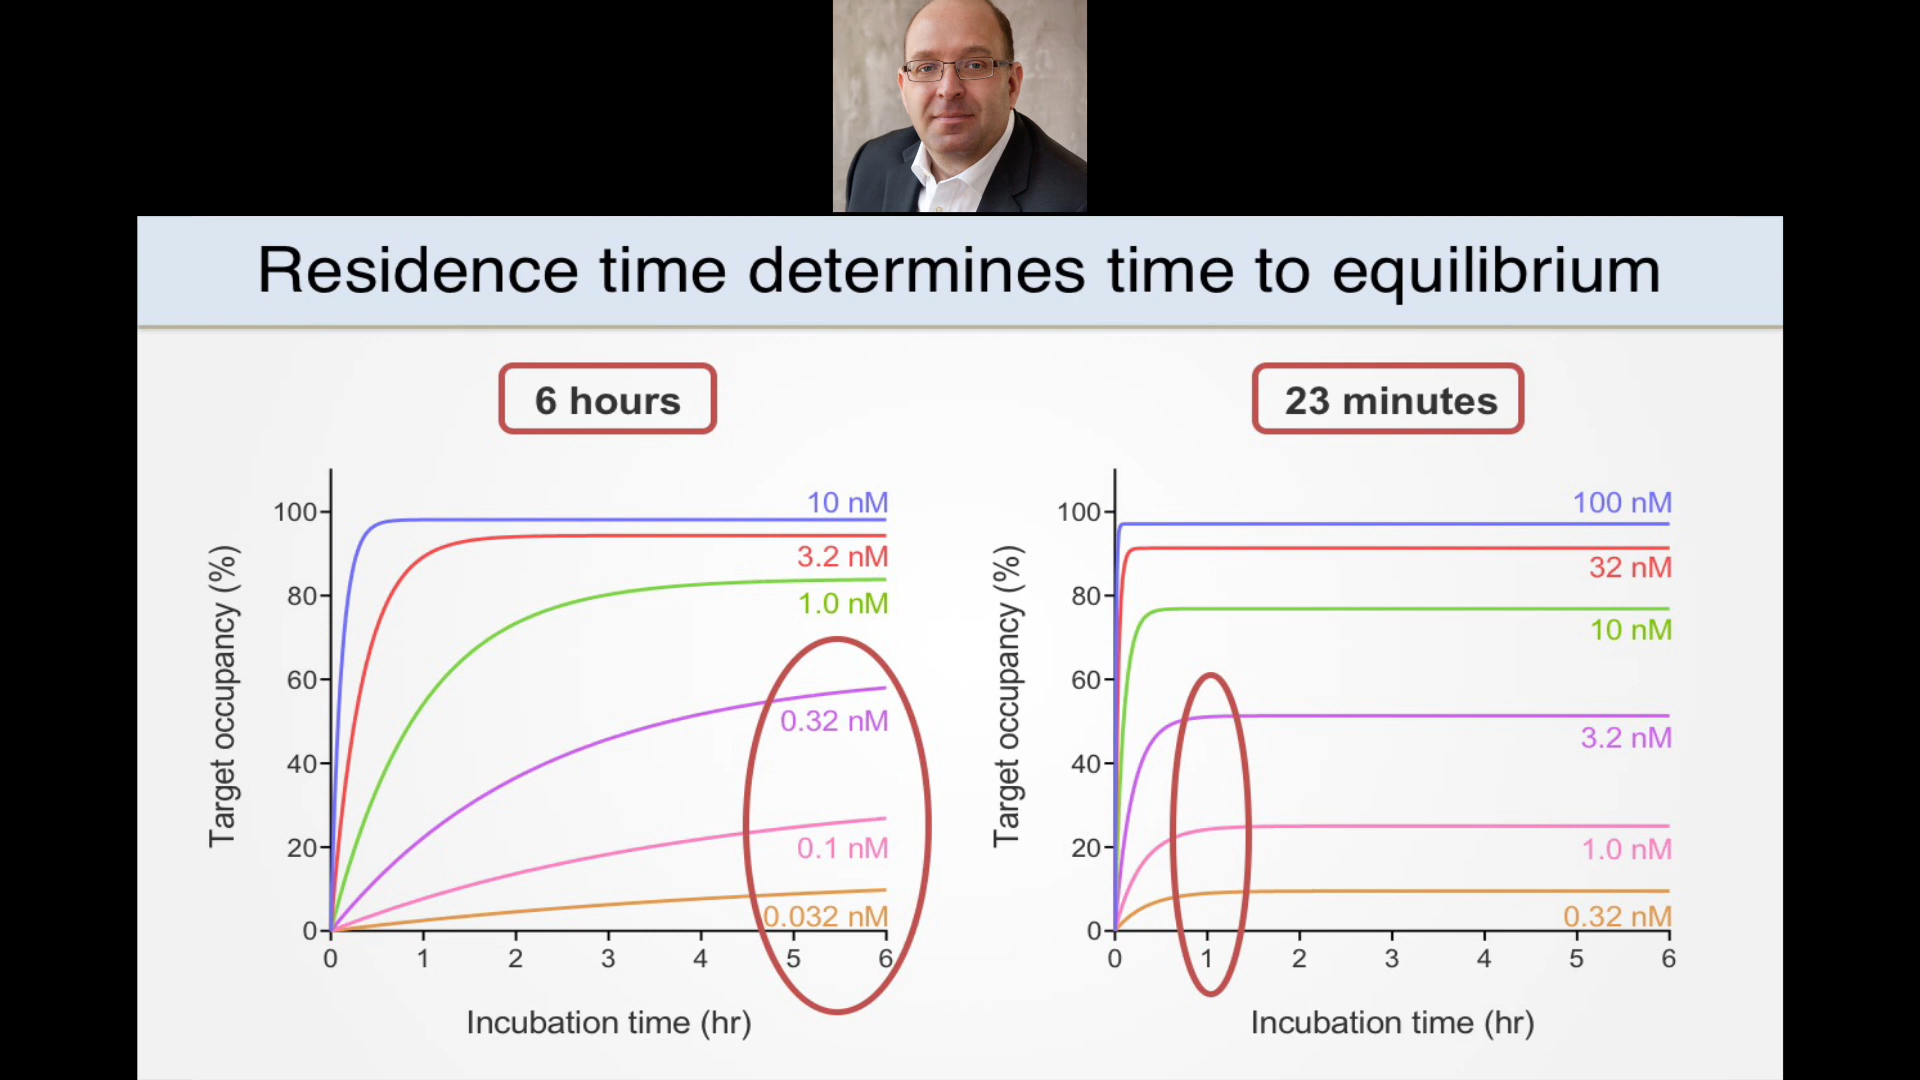 Residence time determines time to equilibrium
6 hours
Target occupancy (%)
100
80
60
40
20
0
10 nM
3.2 nM
1.0 nM
0.32 nM
0.1 nM
0.032 nM
0 1 2 3 4 5 6
Incubation time (hr)
23 minutes
Target occupancy (%)
100
80
60
40
20
0
100 nM
32 nM
10 nM
3.2 nM
1.0 nM
0.32 nM
0 1 2 3 4 5 6
Incubation time (hr)